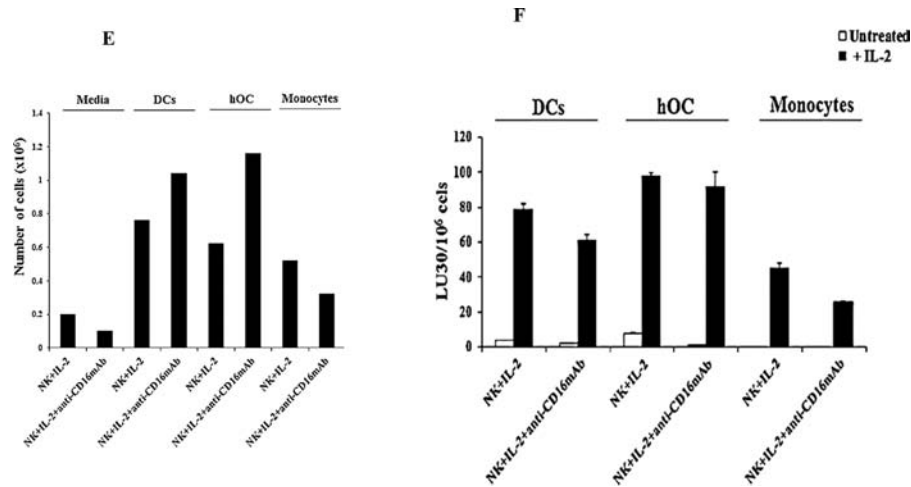 E
Media
DCs
hOC
Monocytes
Number of cells (x10⁶)
1.4
1.2
1
0.8
0.6
0.4
0.2
0
NK+IL-2
NK+IL-2+anti-CD16mAb
NK+IL-2
NK+IL-2+anti-CD16mAb
NK+IL-2
NK+IL-2+anti-CD16mAb
NK+IL-2
NK+IL-2+anti-CD16mAb
F
Untreated
+ IL-2
DCs
hOC
Monocytes
LU30/10⁶ cels
120
100
80
60
40
20
0
NK+IL-2
NK+IL-2+anti-CD16mAb
NK+IL-2
NK+IL-2+anti-CD16mAb
NK+IL-2
NK+IL-2+anti-CD16mAb